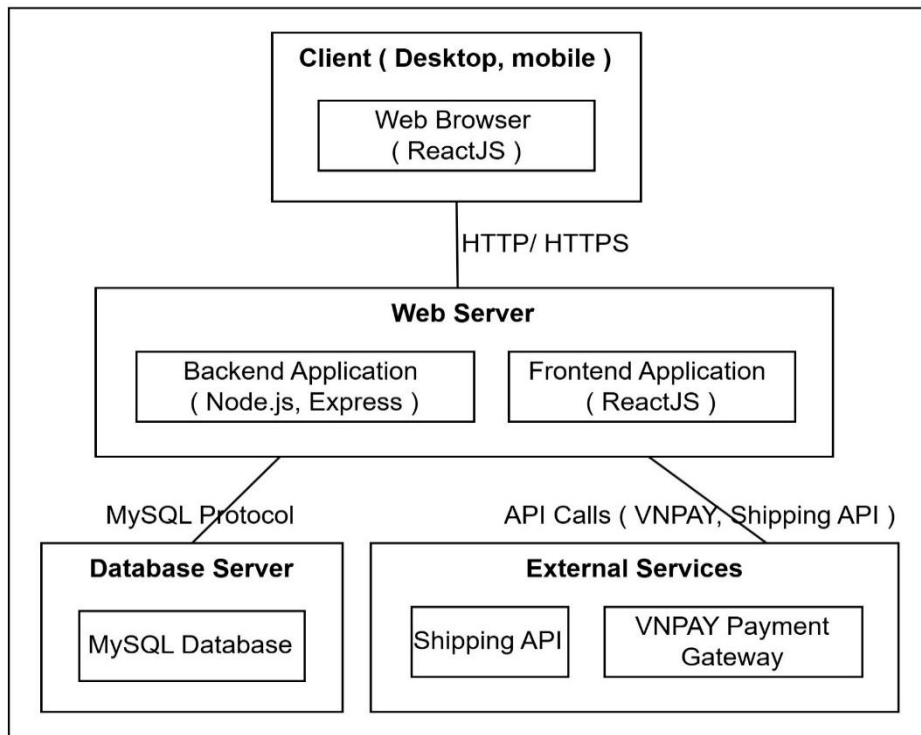 Client ( Desktop, mobile )
Web Browser
( ReactJS )
HTTP/ HTTPS
Web Server
Backend Application
( Node.js, Express )
Frontend Application
( ReactJS )
MySQL Protocol
API Calls ( VNPAY, Shipping API )
Database Server
MySQL Database
External Services
Shipping API
VNPAY Payment
Gateway